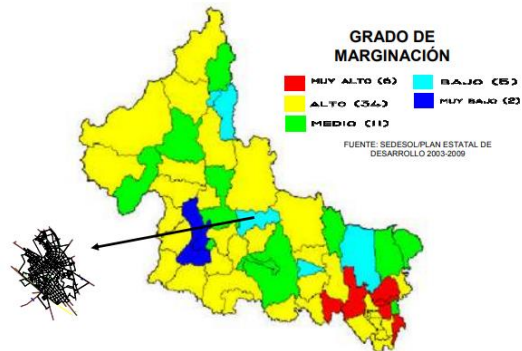 GRADO DE
MARGINACIÓN
MUY ALTO (6)
BAJO (5)
ALTO (34)
MUY BAJO (2)
MEDIO (11)
FUENTE: SEDESOL/PLAN ESTATAL DE
DESARROLLO 2003-2009